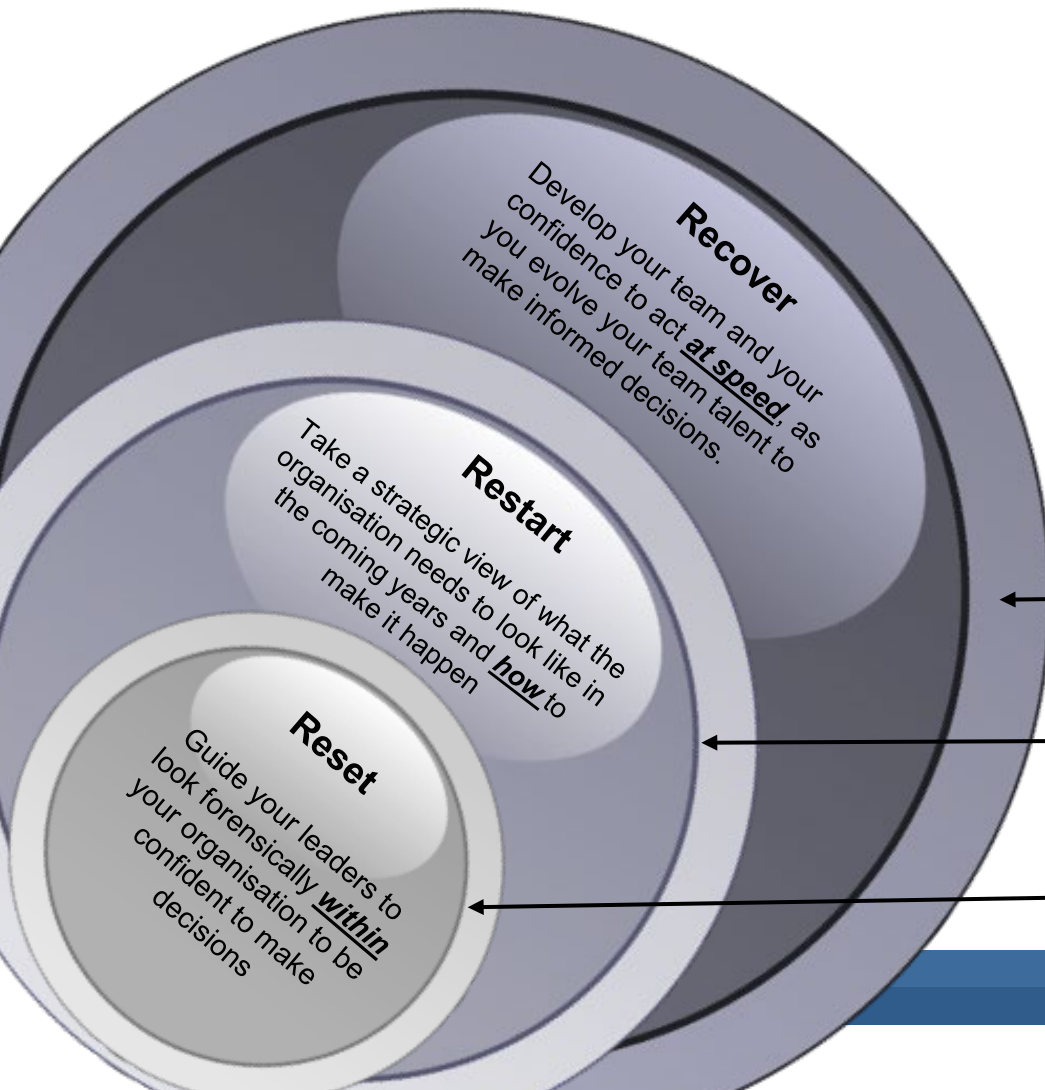 Recover
Develop your team and your
confidence to act at speed, as
you evolve your team talent to
make informed decisions.
Restart
Take a strategic view of what the
organisation needs to look like in
the coming years and how to
make it happen
Reset
Guide your leaders to
look forensically within
your organisation to be
confident to make
decisions